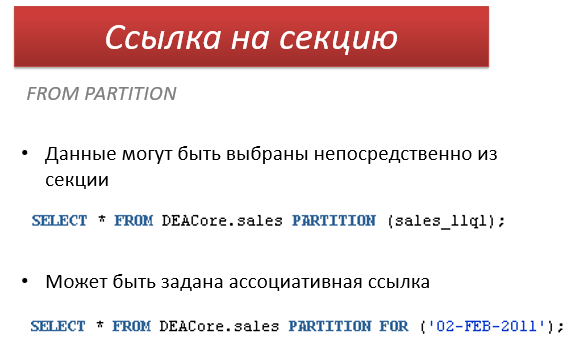 Ссылка на секцию
FROM PARTITION
• Данные могут быть выбраны непосредственно из
секции
SELECT * FROM DEACore.sales PARTITION (sales_11q1);
• Может быть задана ассоциативная ссылка
SELECT * FROM DEACore.sales PARTITION FOR ('02-FEB-2011');